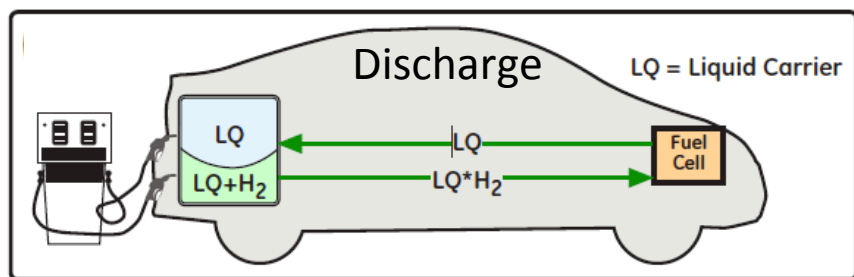 Discharge
LQ = Liquid Carrier
LQ
LQ
Fuel
Cell
LQ+H₂
LQ*H₂